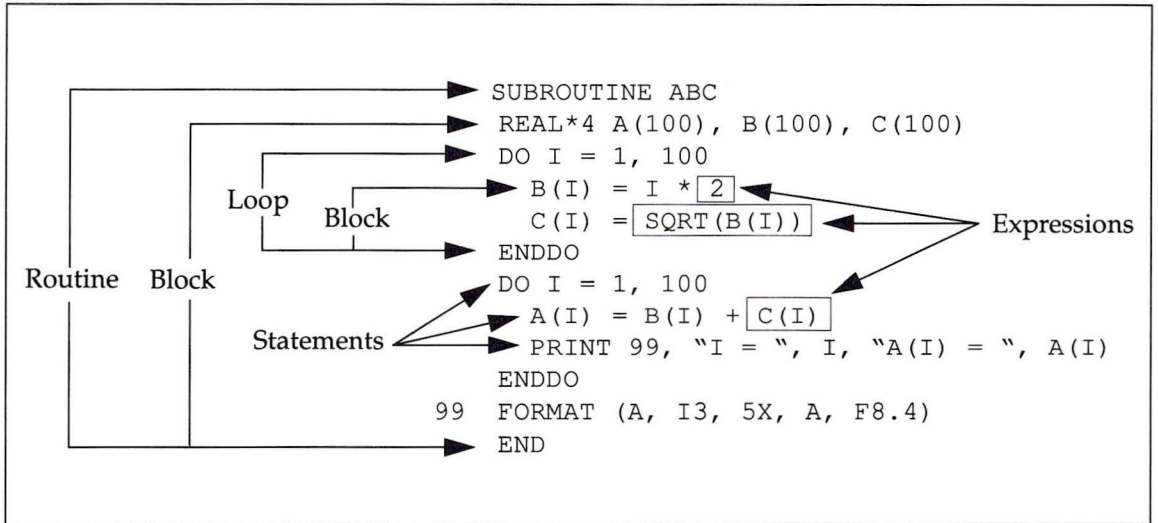 SUBROUTINE ABC
REAL*4 A(100), B(100), C(100)
DO I = 1, 100
B(I) = I * 2
C(I) = SQRT(B(I))
ENDDO
DO I = 1, 100
A(I) = B(I) + C(I)
PRINT 99, “I = “, I, “A(I) = “, A(I)
ENDDO
99 FORMAT (A, I3, 5X, A, F8.4)
END
Routine
Block
Loop
Block
Statements
Expressions